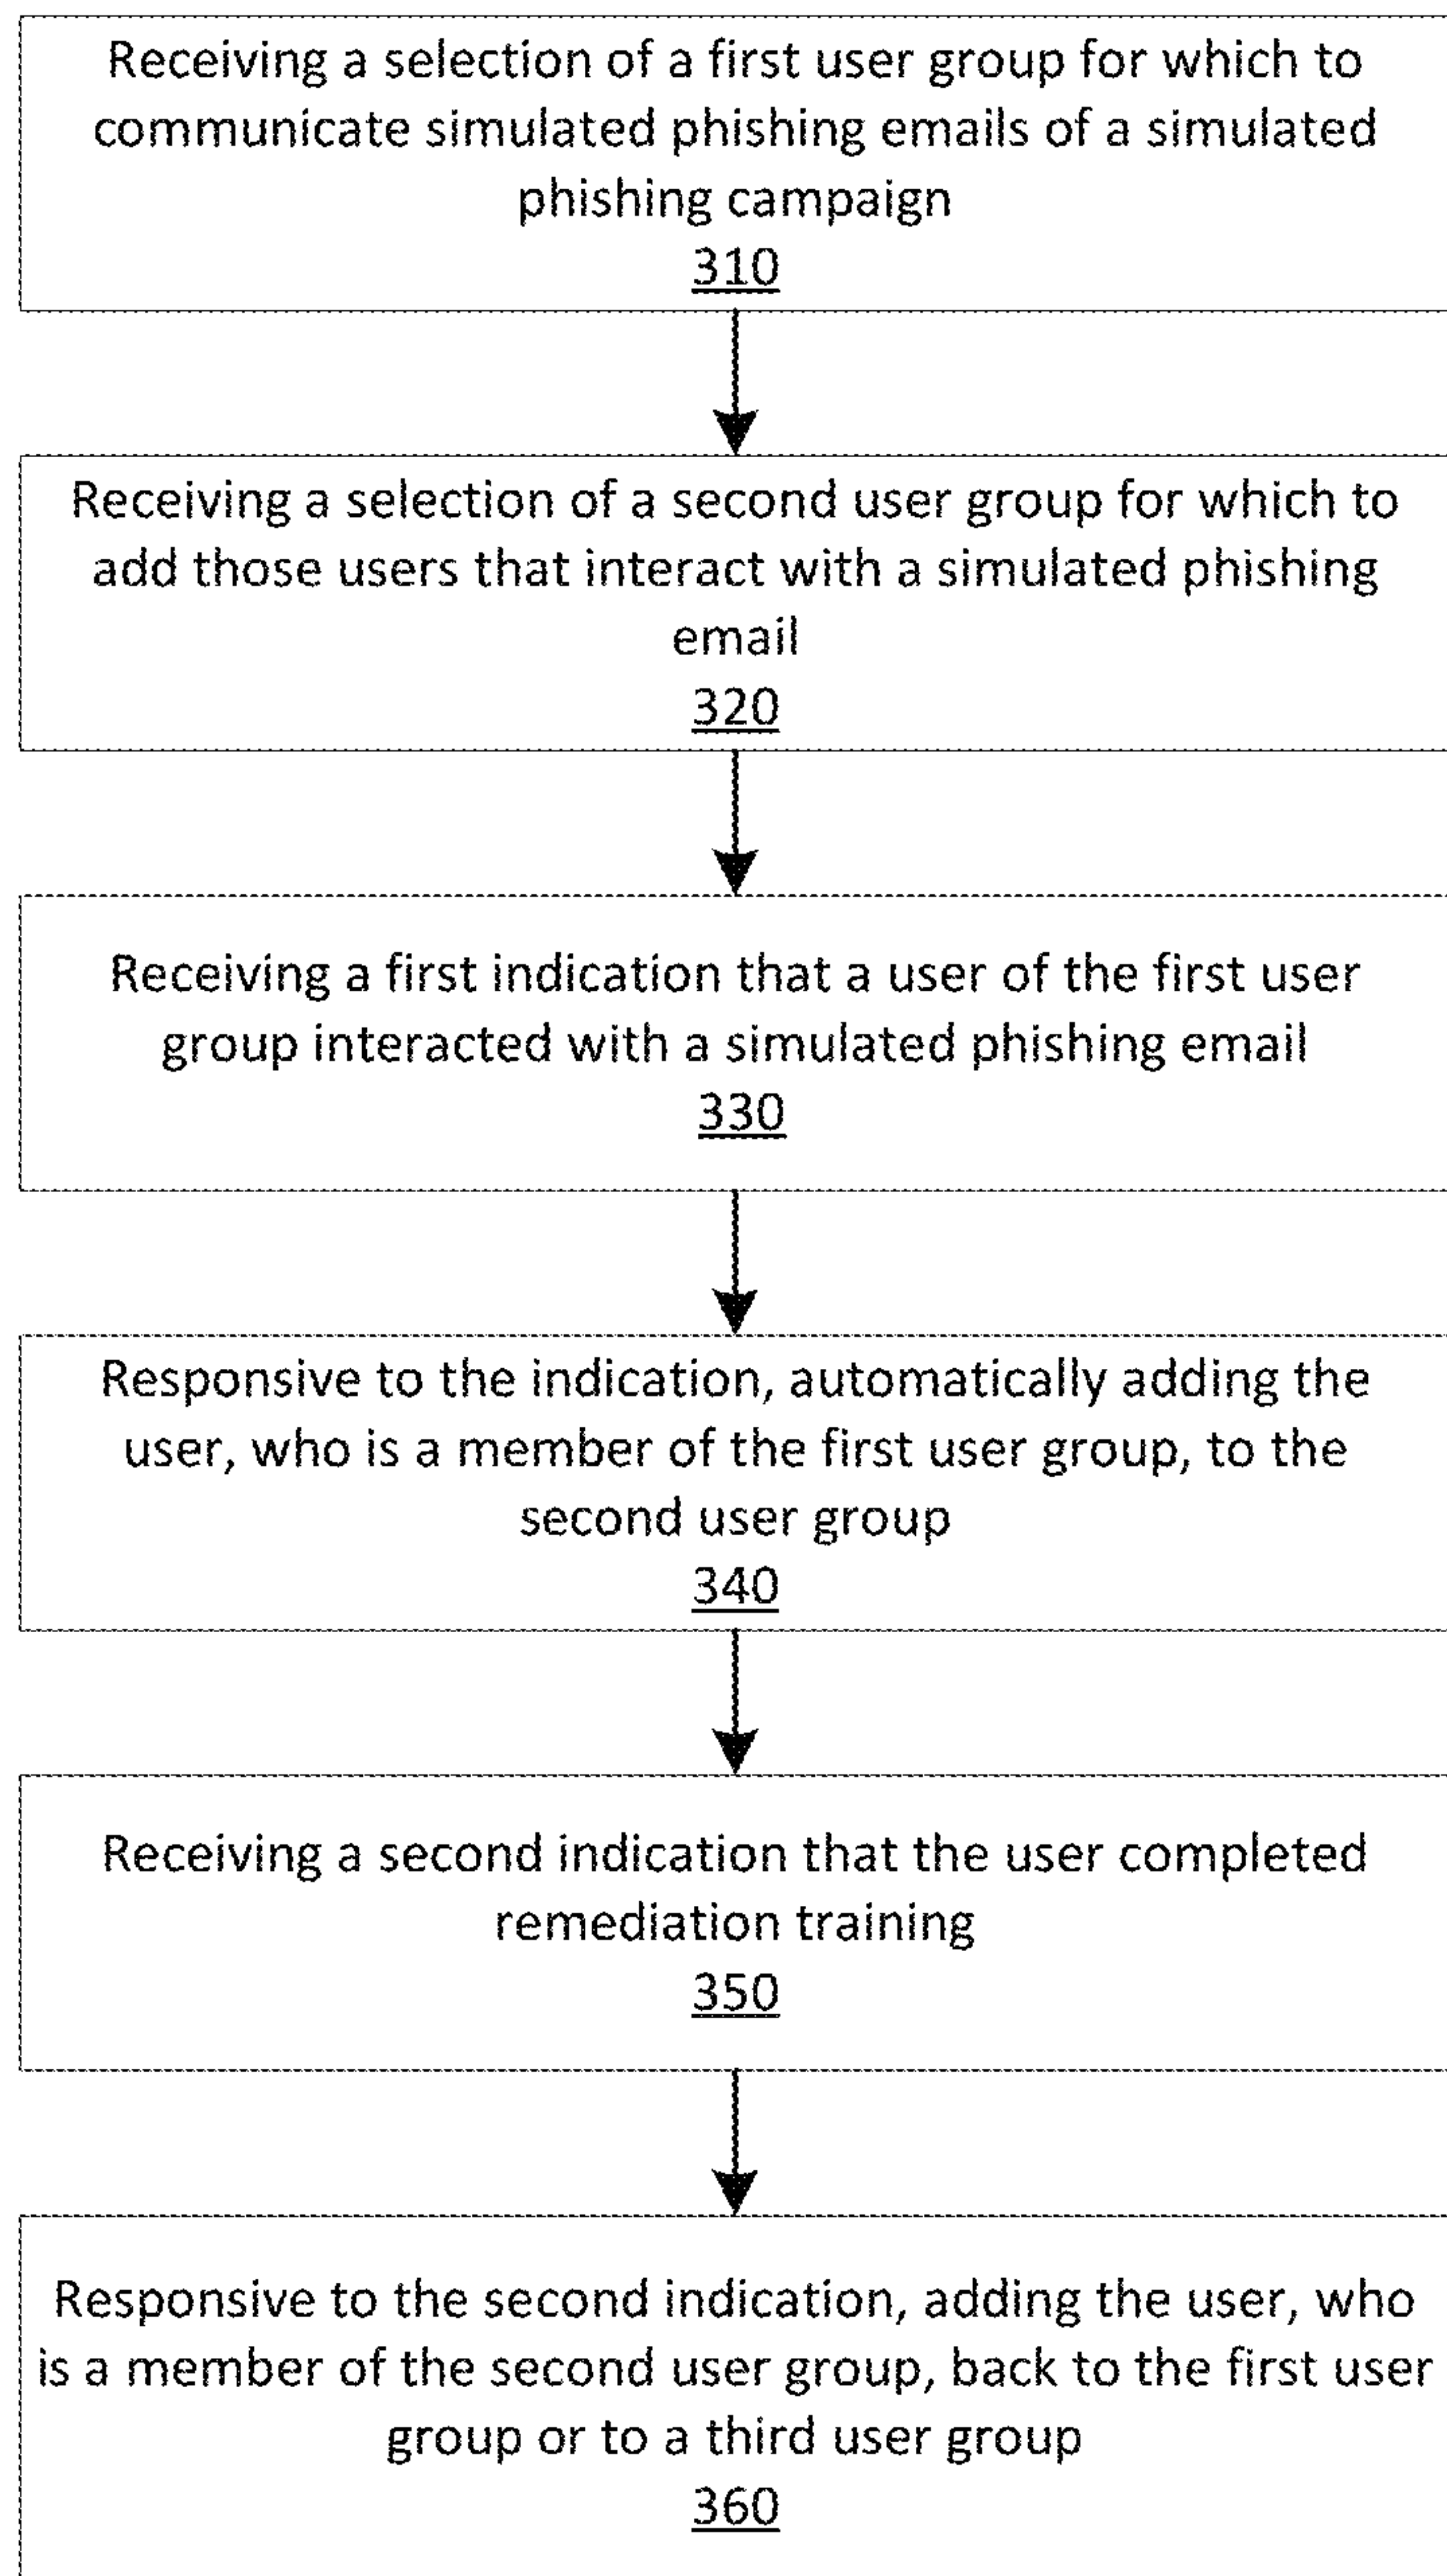 Receiving a selection of a first user group for which to
communicate simulated phishing emails of a simulated
phishing campaign
310
Receiving a selection of a second user group for which to
add those users that interact with a simulated phishing
email
320
Receiving a first indication that a user of the first user
group interacted with a simulated phishing email
330
Responsive to the indication, automatically adding the
user, who is a member of the first user group, to the
second user group
340
Receiving a second indication that the user completed
remediation training
350
Responsive to the second indication, adding the user, who
is a member of the second user group, back to the first user
group or to a third user group
360